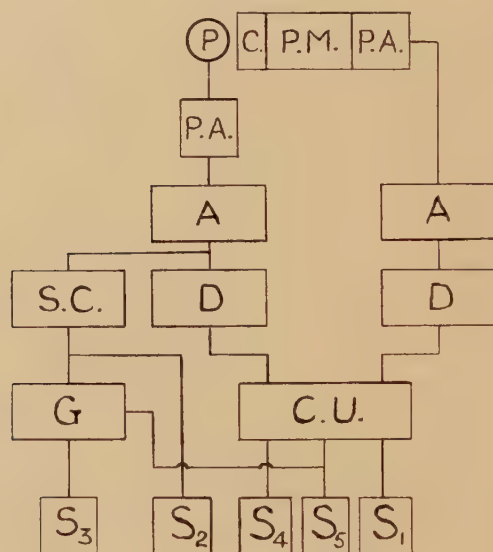 P C. P.M. P.A.
P.A.
A A
S.C. D D
G C.U.
S₃ S₂ S₄ S₅ S₁